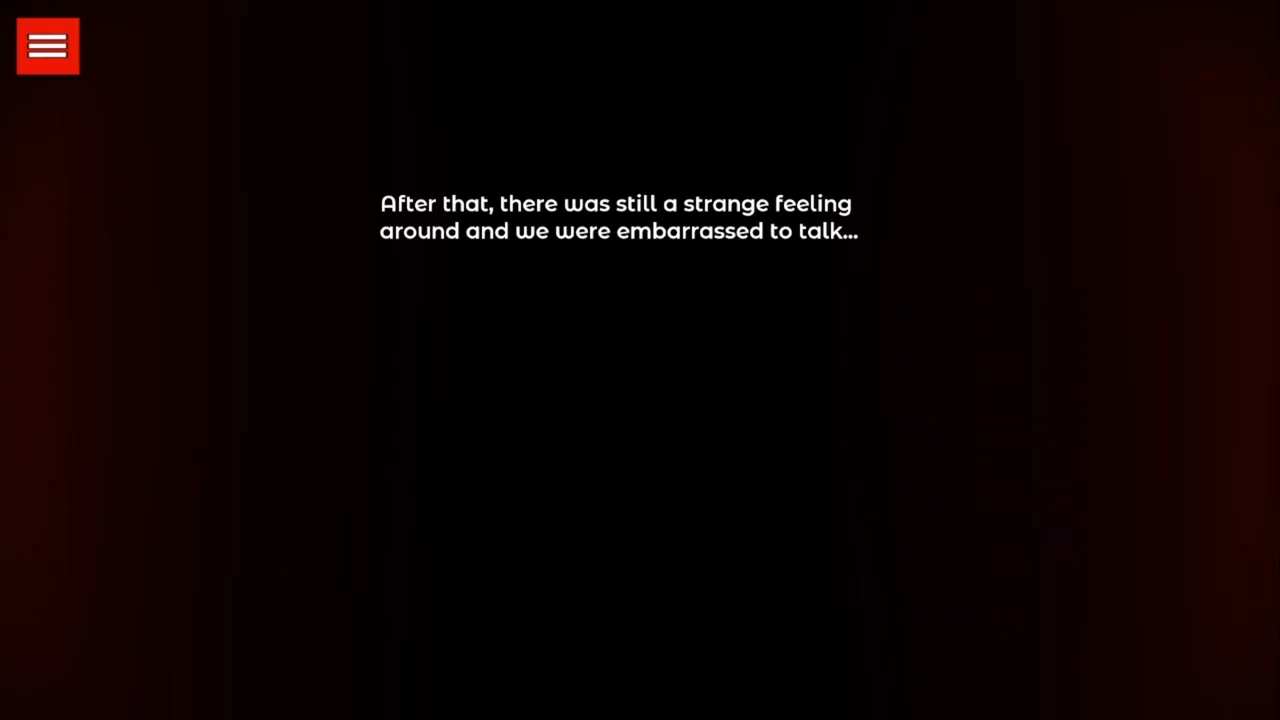 After that, there was still a strange feeling
around and we were embarrassed to talk...